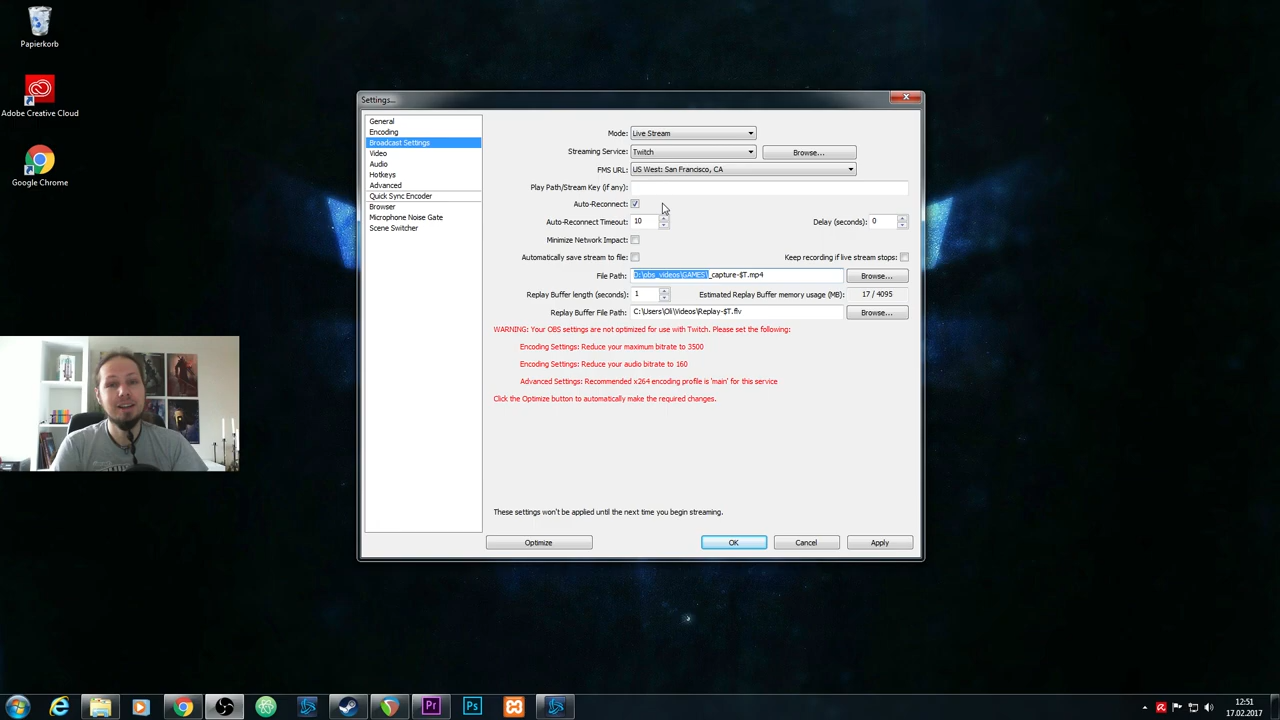 Papierkorb
Adobe Creative Cloud
Google Chrome
Settings...
General
Encoding
Broadcast Settings
Video
Audio
Hotkeys
Advanced
Quick Sync Encoder
Browser
Microphone Noise Gate
Scene Switcher
Mode: Live Stream
Streaming Service: Twitch Browse...
FMS URL: US West: San Francisco, CA
Play Path/Stream Key (if any):
Auto-Reconnect:
Auto-Reconnect Timeout: 10 Delay (seconds): 0
Minimize Network Impact:
Automatically save stream to file: Keep recording if live stream stops:
File Path: D:\obs_videos\GAMES\_capture-$T.mp4 Browse...
Replay Buffer length (seconds): 1 Estimated Replay Buffer memory usage (MB): 17 / 4095
Replay Buffer File Path: C:\Users\Oli\Videos\Replay-$T.flv Browse...
WARNING: Your OBS settings are not optimized for use with Twitch. Please set the following:
Encoding Settings: Reduce your maximum bitrate to 3500
Encoding Settings: Reduce your audio bitrate to 160
Advanced Settings: Recommended x264 encoding profile is 'main' for this service
Click the Optimize button to automatically make the required changes.
These settings won't be applied until the next time you begin streaming.
Optimize OK Cancel Apply
Pr
Ps
12:51
17.02.2017